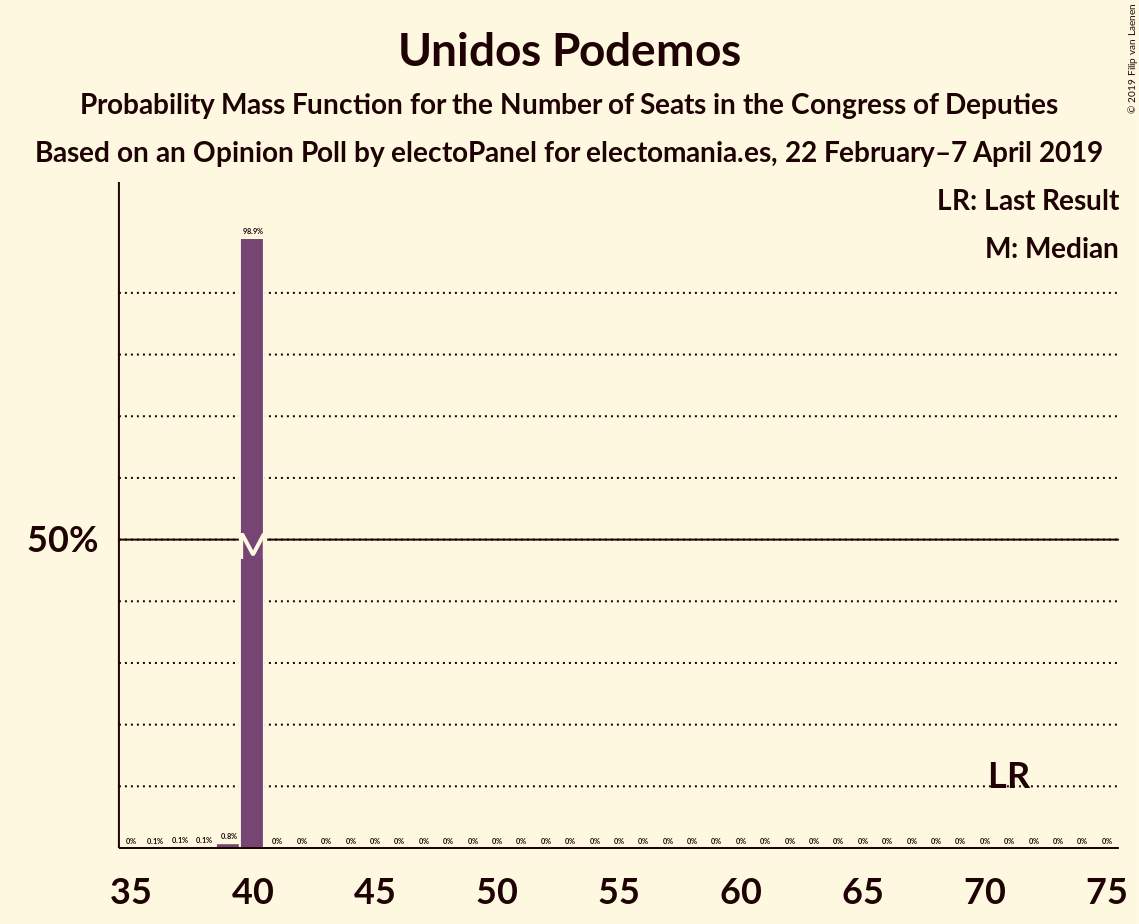 Unidos Podemos
Probability Mass Function for the Number of Seats in the Congress of Deputies
Based on an Opinion Poll by electoPanel for electomania.es, 22 February–7 April 2019
© 2019 Filip van Laenen
LR: Last Result
M: Median
98.9%
50%
M
LR
0% 0.1% 0.1% 0.1% 0.8% 0% 0% 0% 0% 0% 0% 0% 0% 0% 0% 0% 0% 0% 0% 0% 0% 0% 0% 0% 0% 0% 0% 0% 0% 0% 0% 0% 0% 0% 0% 0% 0% 0% 0% 0%
35 40 45 50 55 60 65 70 75